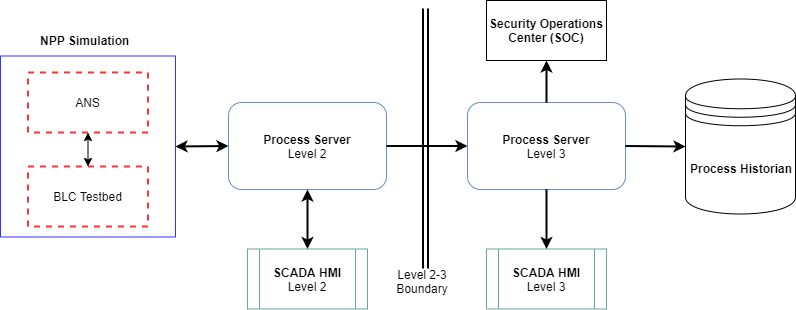 NPP Simulation
ANS
BLC Testbed
Process Server
Level 2
SCADA HMI
Level 2
Level 2-3
Boundary
Security Operations
Center (SOC)
Process Server
Level 3
SCADA HMI
Level 3
Process Historian